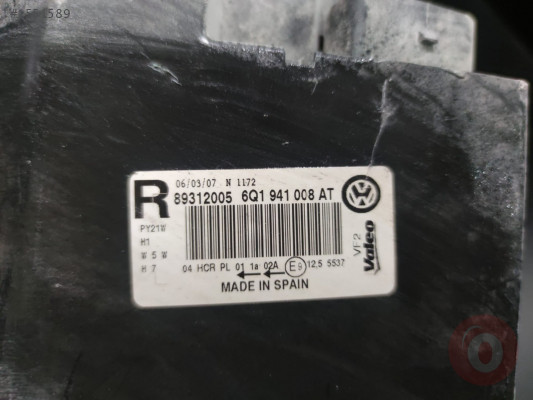 R
06/03/07 N 1172
89312005 6Q1 941 008 AT
PY21W
H1
W 5 W
H 7
04 HCR PL 01 1a 02A E9 12,5 5537
MADE IN SPAIN
VF2
Valeo